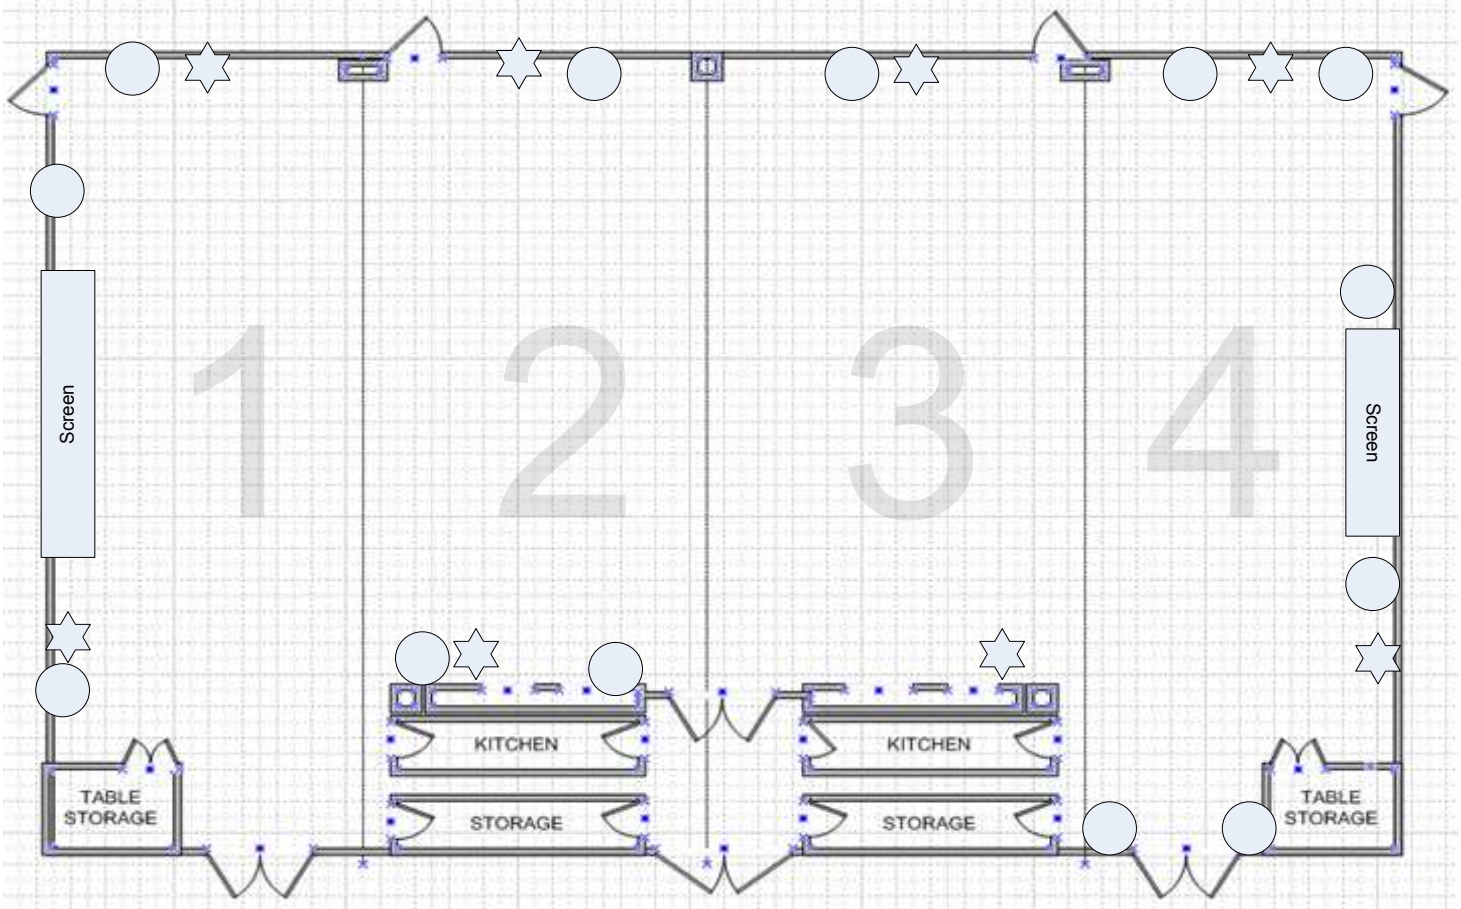 1
2
3
4
Screen
Screen
KITCHEN
KITCHEN
TABLE
STORAGE
STORAGE
STORAGE
TABLE
STORAGE